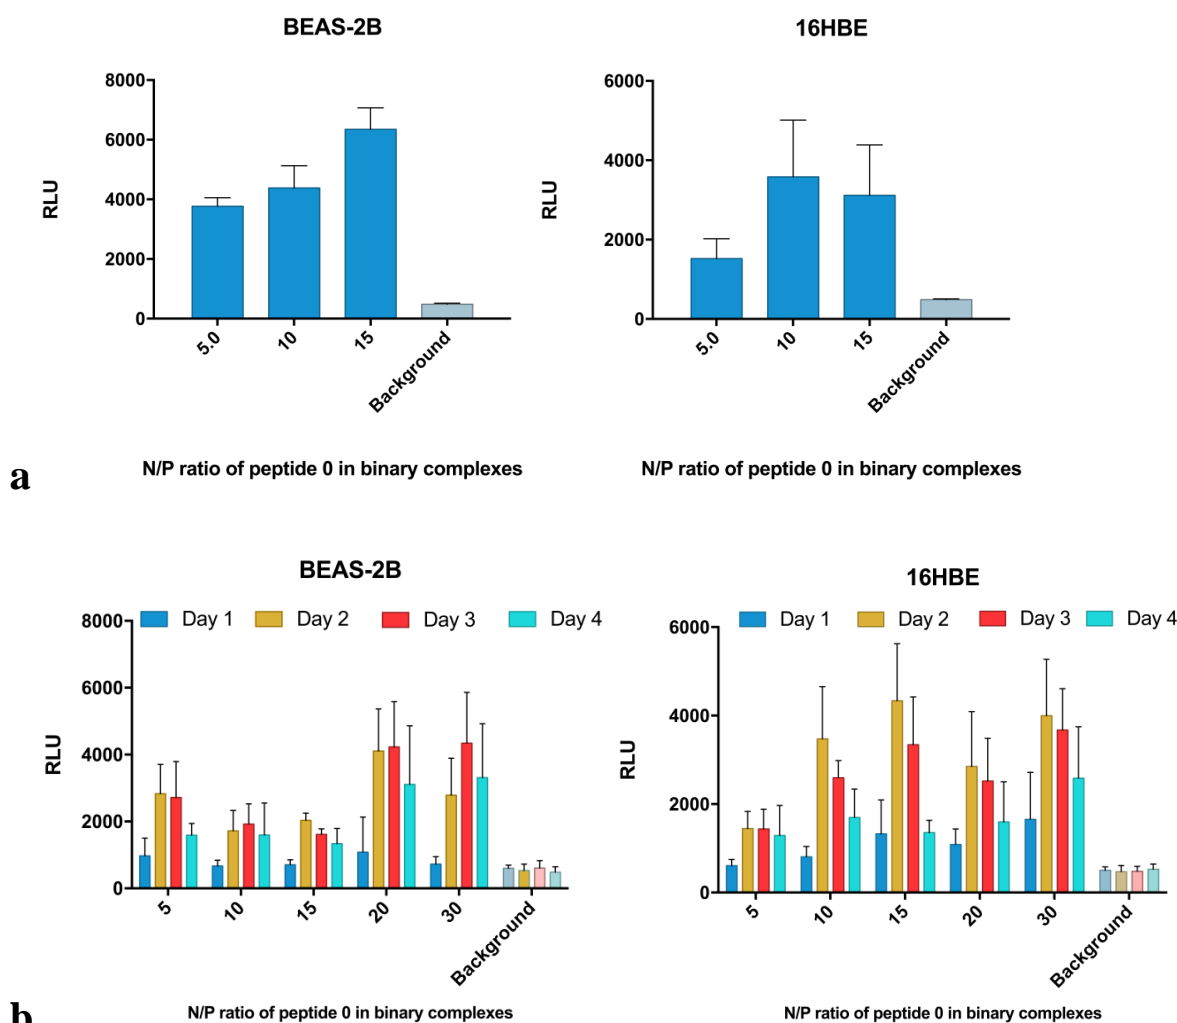 BEAS-2B
8000
6000
4000
2000
0
RLU
5.0
10
15
Background
N/P ratio of peptide 0 in binary complexes
16HBE
6000
4000
2000
0
RLU
5.0
10
15
Background
N/P ratio of peptide 0 in binary complexes
a
BEAS-2B
Day 1 Day 2 Day 3 Day 4
8000
6000
4000
2000
0
RLU
5
10
15
20
30
Background
N/P ratio of peptide 0 in binary complexes
16HBE
Day 1 Day 2 Day 3 Day 4
6000
4000
2000
0
RLU
5
10
15
20
30
Background
N/P ratio of peptide 0 in binary complexes
b